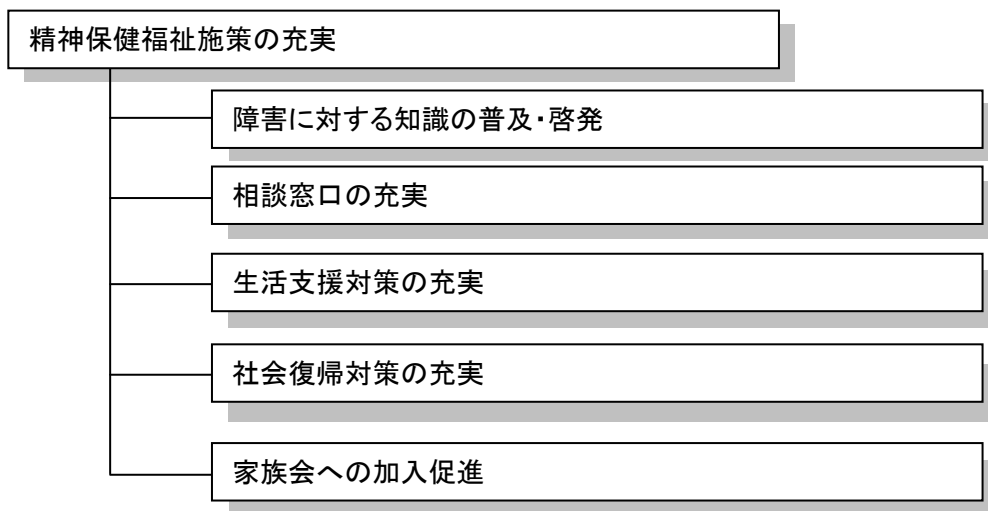 精神保健福祉施策の充実
障害に対する知識の普及・啓発
相談窓口の充実
生活支援対策の充実
社会復帰対策の充実
家族会への加入促進